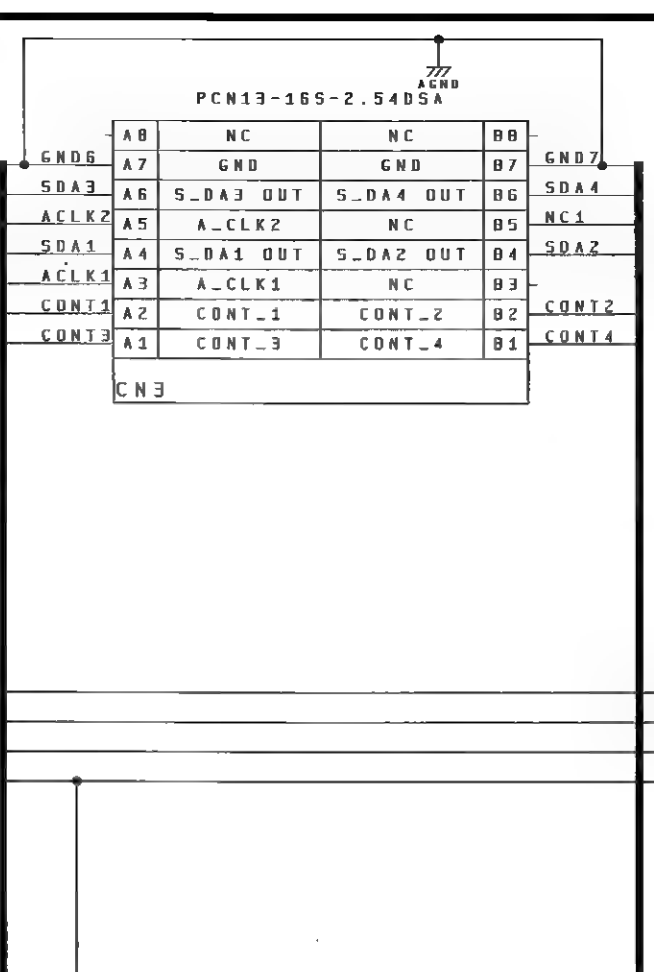 AGND
PCN13-16S-2.54DSA
A8 NC NC B8
GND6 A7 GND GND B7 GND7
SDA3 A6 S_DA3 OUT S_DA4 OUT B6 SDA4
ACLK2 A5 A_CLK2 NC B5 NC1
SDA1 A4 S_DA1 OUT S_DA2 OUT B4 SDA2
ACLK1 A3 A_CLK1 NC B3
CONT1 A2 CONT_1 CONT_2 B2 CONT2
CONT3 A1 CONT_3 CONT_4 B1 CONT4
CN3